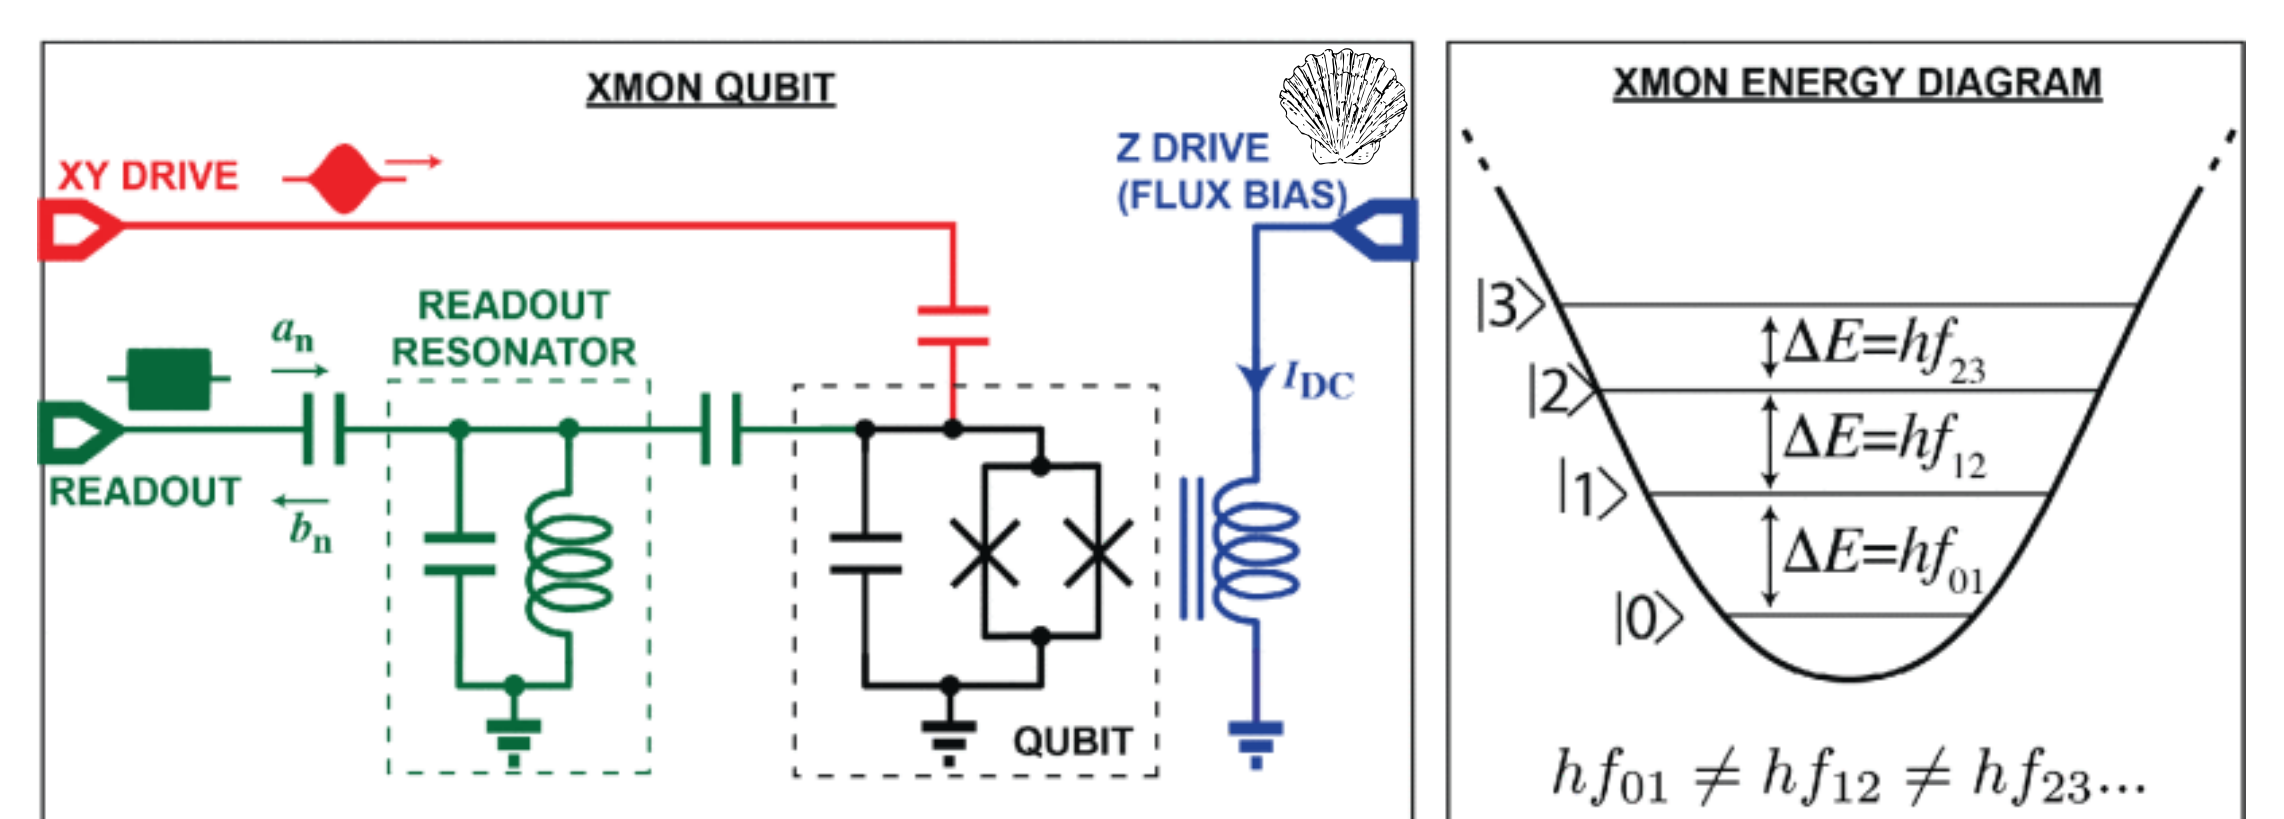 XMON QUBIT
XY DRIVE
Z DRIVE
(FLUX BIAS)
READOUT
RESONATOR
aₙ
READOUT
bₙ
I_DC
QUBIT
XMON ENERGY DIAGRAM
|3⟩
ΔE=hf₂₃
|2⟩
ΔE=hf₁₂
|1⟩
ΔE=hf₀₁
|0⟩
hf₀₁ ≠ hf₁₂ ≠ hf₂₃...